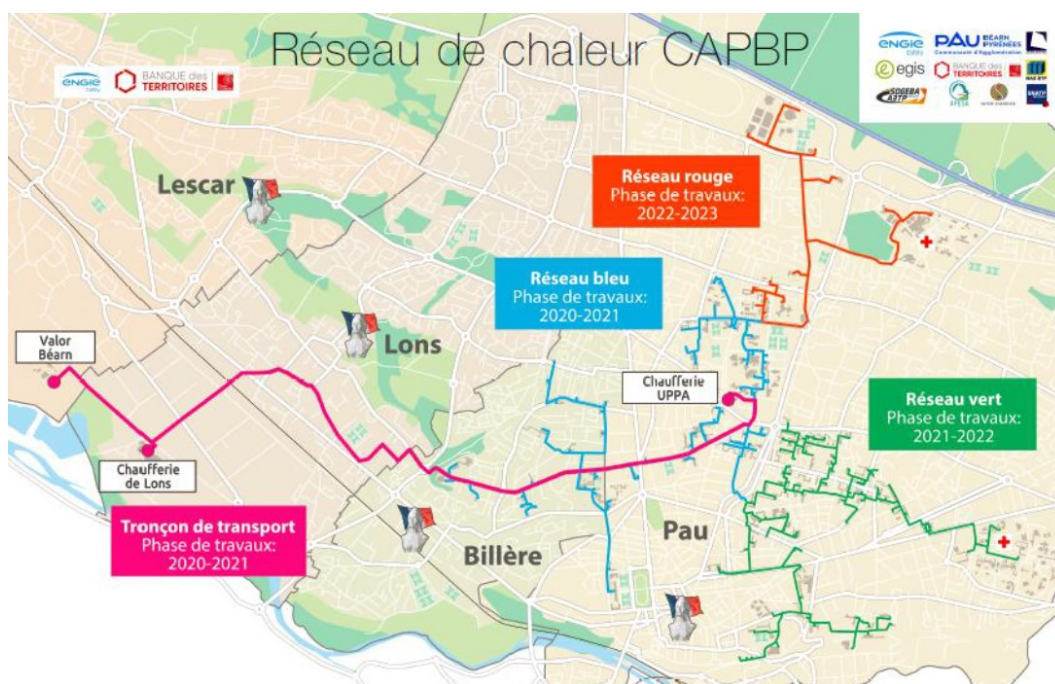 Réseau de chaleur CAPBP
ENGIE
BANQUE des
TERRITOIRES
ENGIE
PAU BÉARN
PYRÉNÉES
Communauté d'Agglomération
egis
BANQUE des
TERRITOIRES
SOGEBA
APESA
Lescar
Réseau rouge
Phase de travaux:
2022-2023
Réseau bleu
Phase de travaux:
2020-2021
Lons
Valor
Béarn
Chaufferie
UPPA
Réseau vert
Phase de travaux:
2021-2022
Chaufferie
de Lons
Tronçon de transport
Phase de travaux:
2020-2021
Pau
Billère